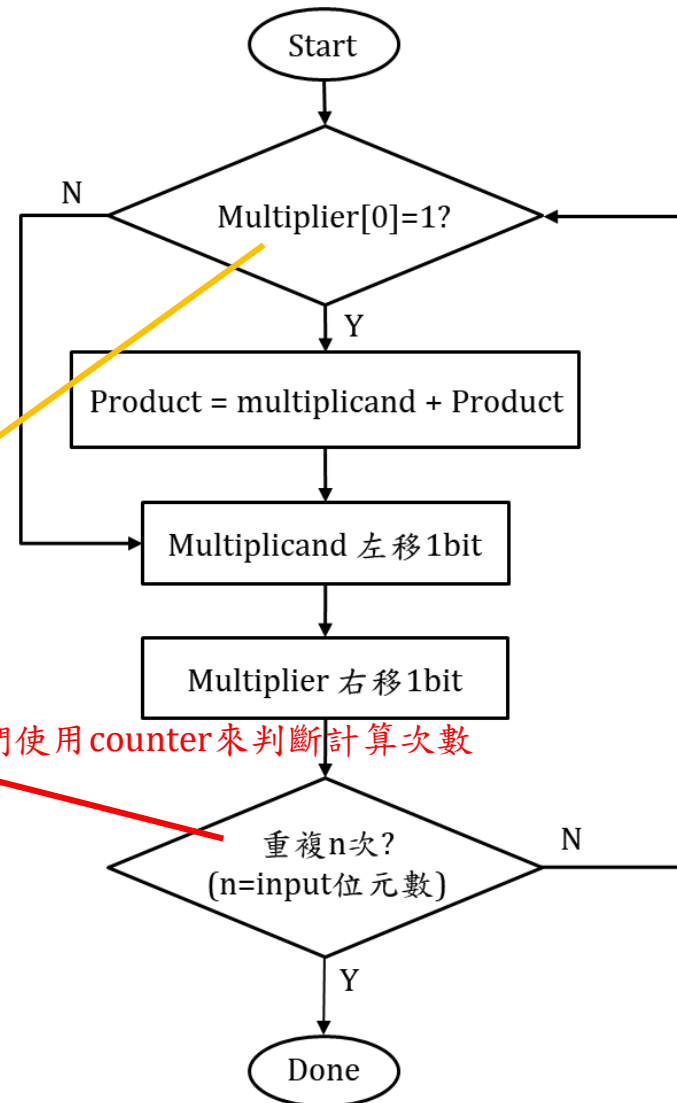 Start
N
Multiplier[0]=1?
Y
Product = multiplicand + Product
Multiplicand 左移1bit
Multiplier 右移1bit
們使用counter來判斷計算次數
重複n次?
(n=input位元數)
N
Y
Done